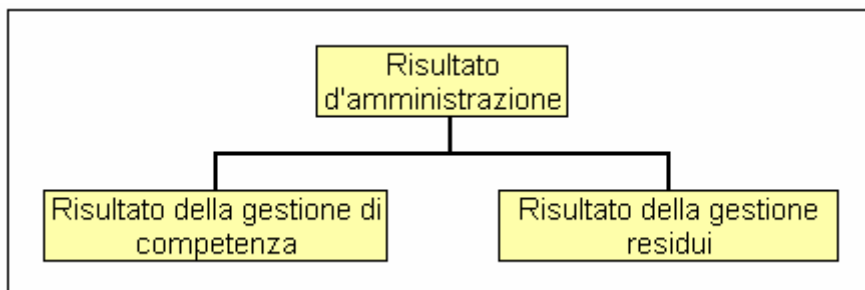 Risultato
d'amministrazione
Risultato della gestione di
competenza
Risultato della gestione
residui